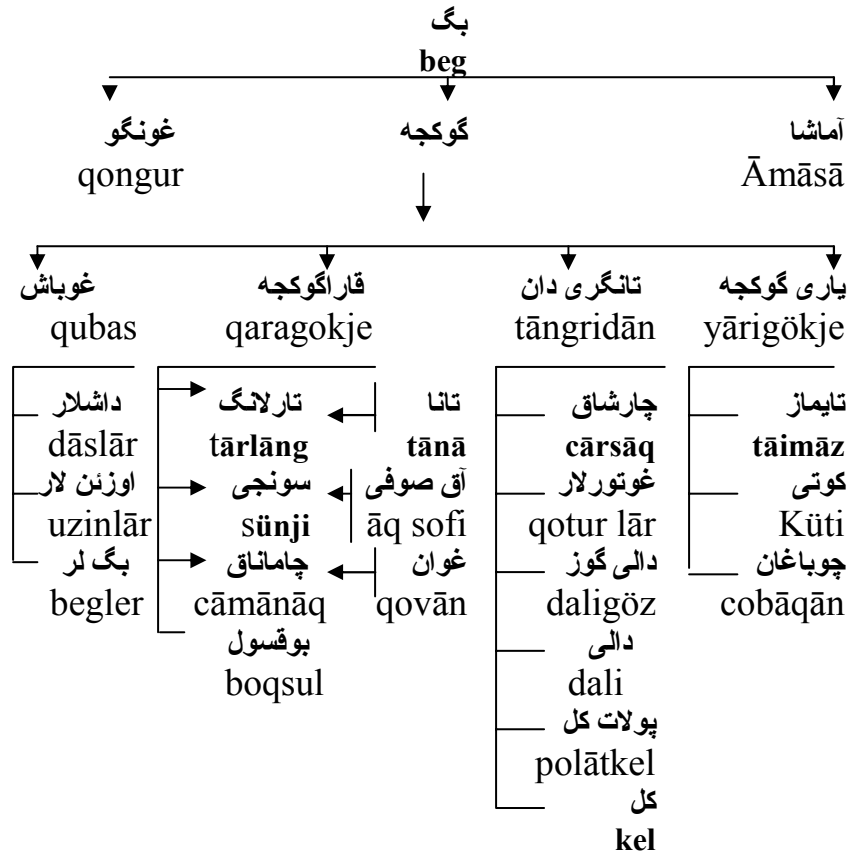 بگ
beg
آماشا گوکجه غونگو
qongur Āmāsā
یاری گوکجه تانگری دان قاراگوکجه غوباش
qubas qaragokje tāngridān yārigökje
تایماز چارشاق تانا تارلانگ داشلار
dāslār tārlāng tānā cārsāq tāimāz
کوتی غوتورلار آق صوفی سونجی اوزئن لار
uzinlār sünji āq sofi qotur lār Küti
چوباغان دالی گوز غوان چاماناق بگ لر
begler cāmānāq qovān daligöz cobāqān
دالی بوقسول
boqsul dali
پولات کل
polātkel
کل
kel